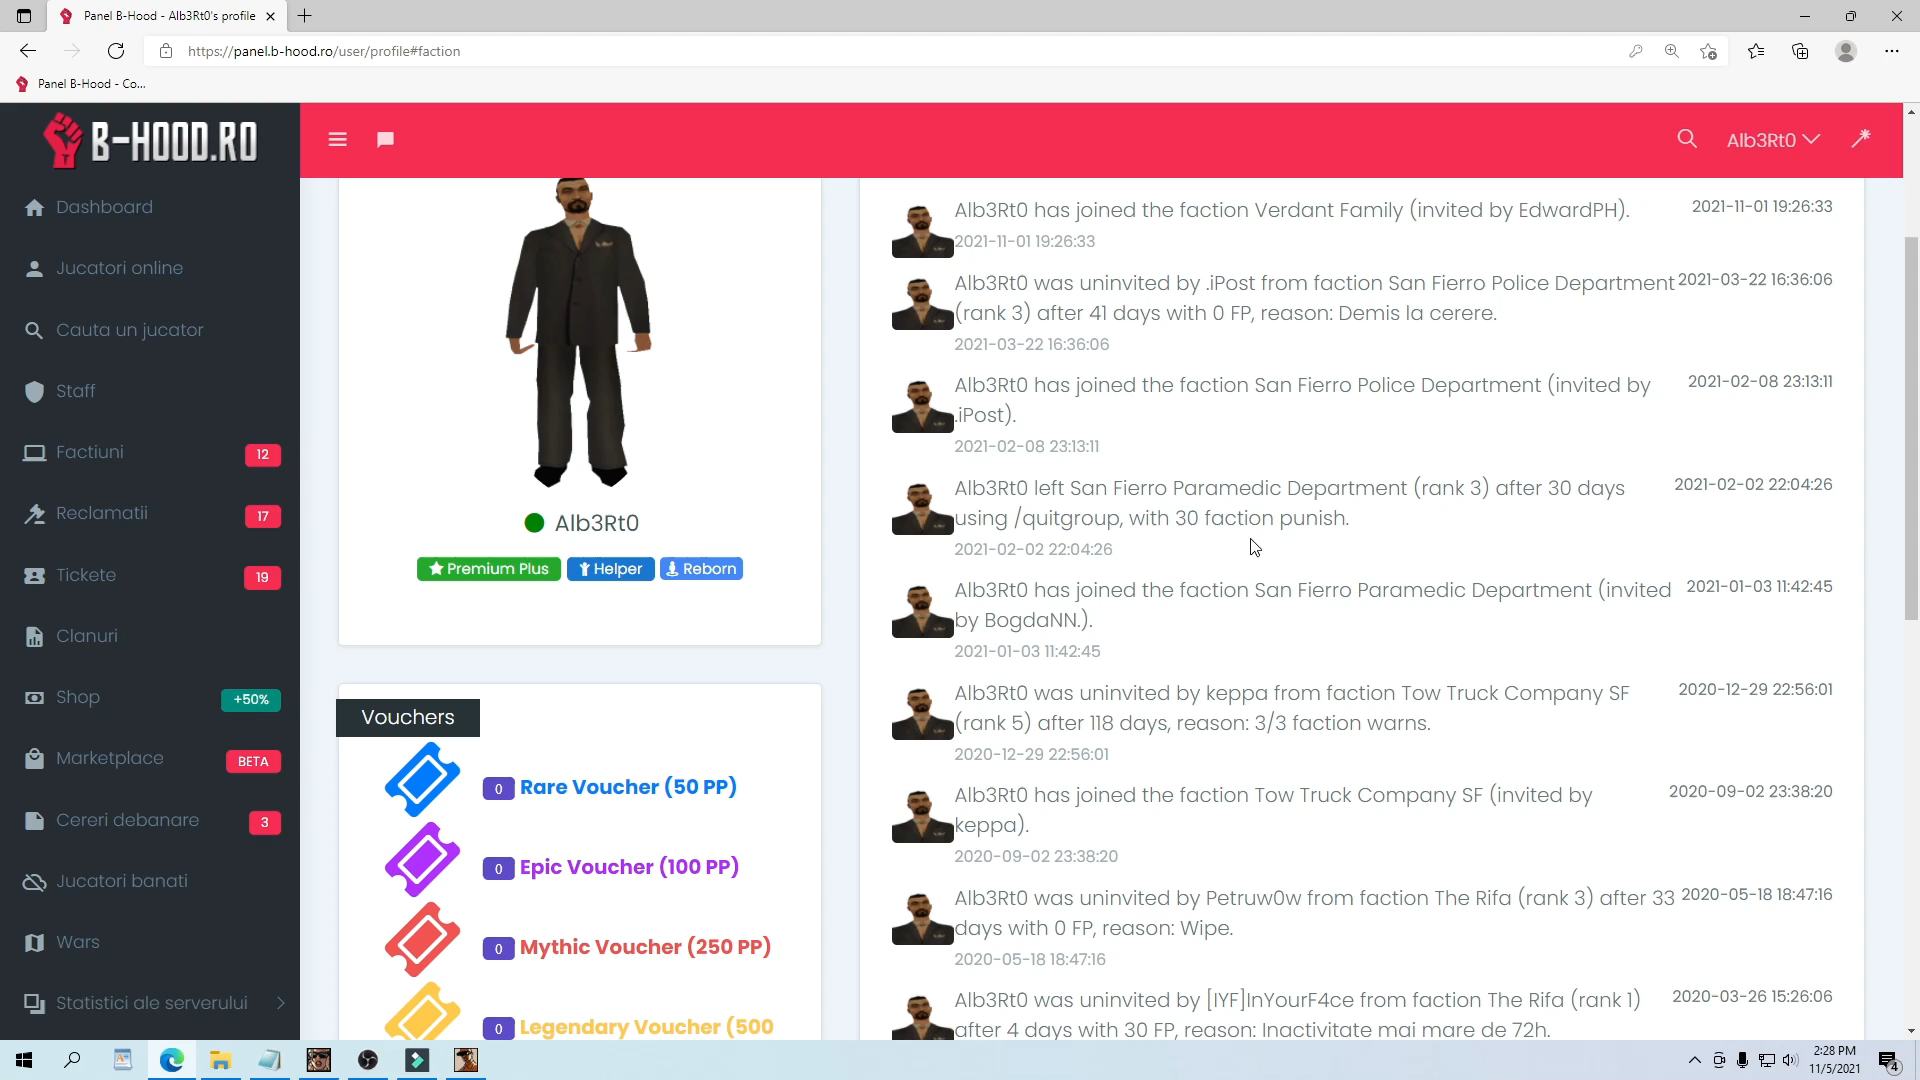 Panel B-Hood - Alb3Rt0's profile
https://panel.b-hood.ro/user/profile#faction
Panel B-Hood - Co...
B-HOOD.RO
Alb3Rt0
Dashboard
Jucatori online
Cauta un jucator
Staff
Factiuni 12
Reclamatii 17
Tickete 19
Clanuri
Shop +50%
Marketplace BETA
Cereri debanare 3
Jucatori banati
Wars
Statistici ale serverului
Alb3Rt0
Premium Plus Helper Reborn
Vouchers
0 Rare Voucher (50 PP)
0 Epic Voucher (100 PP)
0 Mythic Voucher (250 PP)
0 Legendary Voucher (500
Alb3Rt0 has joined the faction Verdant Family (invited by EdwardPH). 2021-11-01 19:26:33
2021-11-01 19:26:33
Alb3Rt0 was uninvited by .iPost from faction San Fierro Police Department 2021-03-22 16:36:06
(rank 3) after 41 days with 0 FP, reason: Demis la cerere.
2021-03-22 16:36:06
Alb3Rt0 has joined the faction San Fierro Police Department (invited by 2021-02-08 23:13:11
.iPost).
2021-02-08 23:13:11
Alb3Rt0 left San Fierro Paramedic Department (rank 3) after 30 days 2021-02-02 22:04:26
using /quitgroup, with 30 faction punish.
2021-02-02 22:04:26
Alb3Rt0 has joined the faction San Fierro Paramedic Department (invited 2021-01-03 11:42:45
by BogdaNN.).
2021-01-03 11:42:45
Alb3Rt0 was uninvited by keppa from faction Tow Truck Company SF 2020-12-29 22:56:01
(rank 5) after 118 days, reason: 3/3 faction warns.
2020-12-29 22:56:01
Alb3Rt0 has joined the faction Tow Truck Company SF (invited by 2020-09-02 23:38:20
keppa).
2020-09-02 23:38:20
Alb3Rt0 was uninvited by Petruw0w from faction The Rifa (rank 3) after 33 2020-05-18 18:47:16
days with 0 FP, reason: Wipe.
2020-05-18 18:47:16
Alb3Rt0 was uninvited by [IYF]InYourF4ce from faction The Rifa (rank 1) 2020-03-26 15:26:06
after 4 days with 30 FP, reason: Inactivitate mai mare de 72h.
2:28 PM
11/5/2021
4